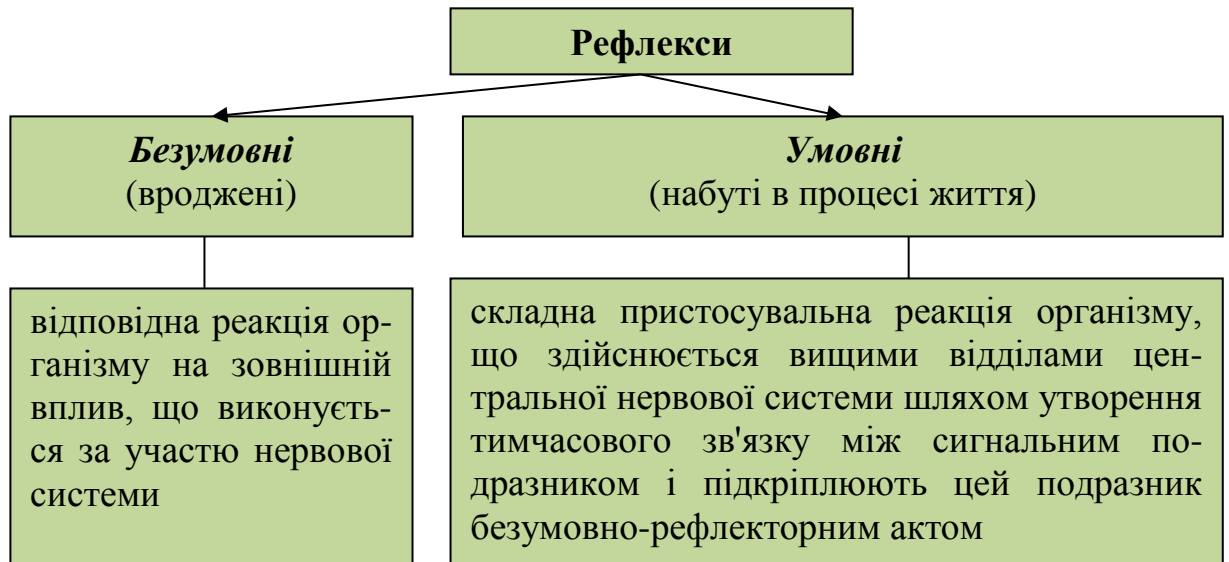 Рефлекси
Безумовні
(вроджені)
Умовні
(набуті в процесі життя)
відповідна реакція ор-
ганізму на зовнішній
вплив, що виконуєть-
ся за участю нервової
системи
складна пристосувальна реакція організму,
що здійснюється вищими відділами цен-
тральної нервової системи шляхом утворення
тимчасового зв'язку між сигнальним по-
дразником і підкріплюють цей подразник
безумовно-рефлекторним актом